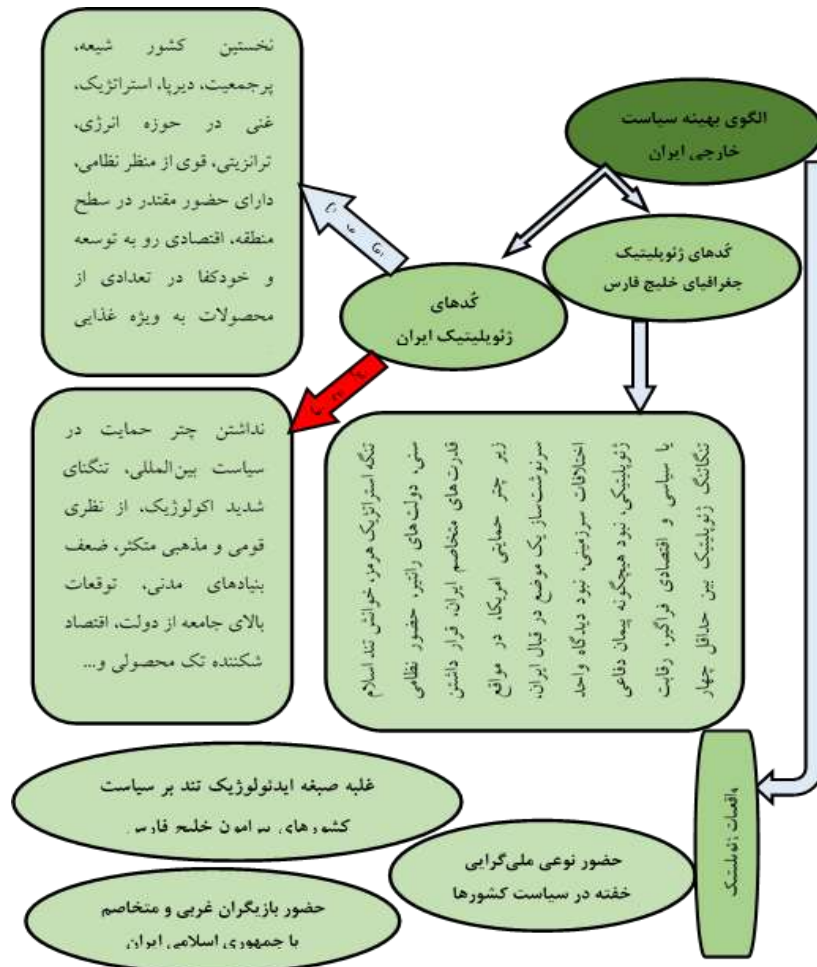 الگوی بهینه سیاست
خارجی ایران
کُدهای ژئوپلیتیک
جغرافیای خلیج فارس
کُدهای
ژئوپلیتیک ایران
نخستین کشور شیعه،
پرجمعیت، دیرپا، استراتژیک،
غنی در حوزه انرژی،
ترانزیتی، قوی از منظر نظامی،
دارای حضور مقتدر در سطح
منطقه، اقتصادی رو به توسعه
و خودکفا در تعدادی از
محصولات به ویژه غذایی
نداشتن چتر حمایت در
سیاست بین‌المللی، تنگنای
شدید اکولوژیک، از نظری
قومی و مذهبی متکثر، ضعف
بنیادهای مدنی، توقعات
بالای جامعه از دولت، اقتصاد
شکننده تک محصولی و...
تنگه استراتژیک هرمز، خوانش تند اسلام
سنی، دولت‌های رانتیر، حضور نظامی
قدرت‌های متخاصم ایران، قرار داشتن
زیر چتر حمایتی امریکا، در مواقع
سرنوشت‌ساز یک موضع در قبال ایران،
اختلافات سرزمینی، نبود دیدگاه واحد
ژئوپلیتیکی، نبود هیچگونه پیمان دفاعی
یا سیاسی و اقتصادی فراگیر، رقابت
تنگاتنگ ژئوپلیتیک بین حداقل چهار
واقعیات ژئوپلیتیک
غلبه صبغه ایدئولوژیک تند بر سیاست
کشورهای پیرامون خلیج فارس
حضور نوعی ملی‌گرایی
خفته در سیاست کشورها
حضور بازیگران غربی و متخاصم
با جمهوری اسلامی ایران